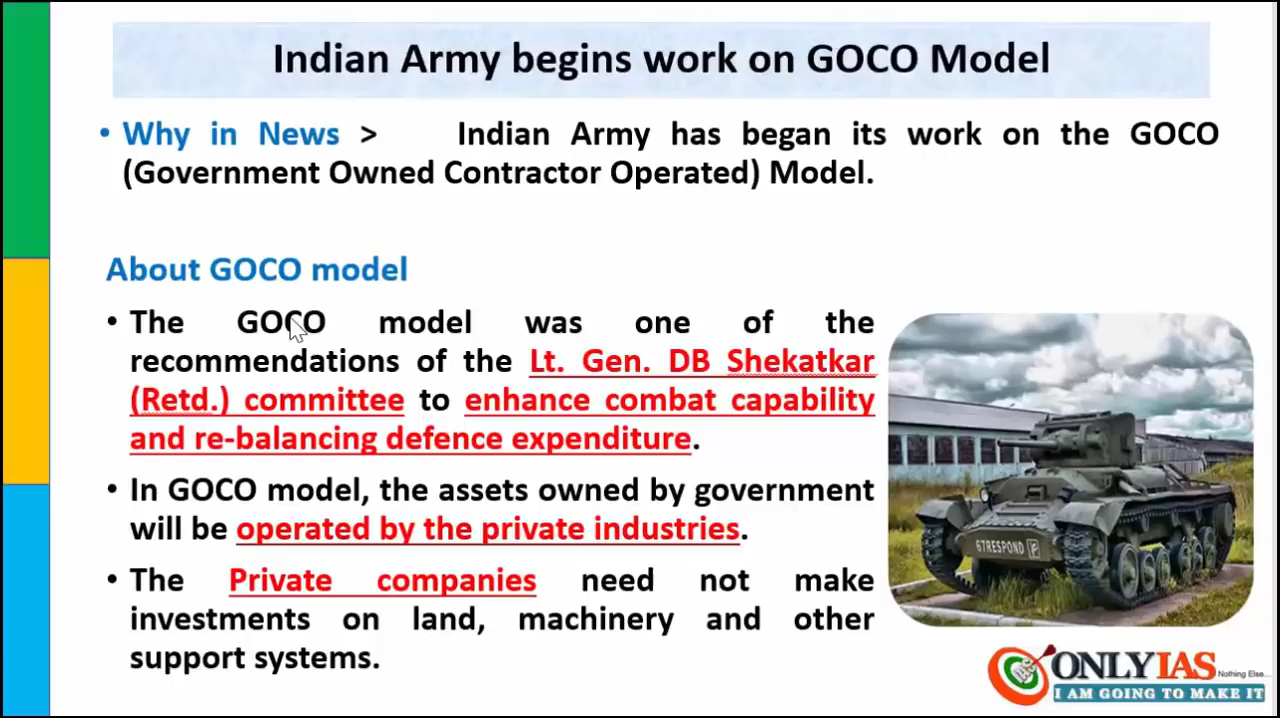 Indian Army begins work on GOCO Model
• Why in News > Indian Army has began its work on the GOCO
(Government Owned Contractor Operated) Model.
About GOCO model
• The GOCO model was one of the
recommendations of the Lt. Gen. DB Shekatkar
(Retd.) committee to enhance combat capability
and re-balancing defence expenditure.
• In GOCO model, the assets owned by government
will be operated by the private industries.
• The Private companies need not make
investments on land, machinery and other
support systems.
67RESPOND
ONLYIAS
Nothing Else...
I AM GOING TO MAKE IT